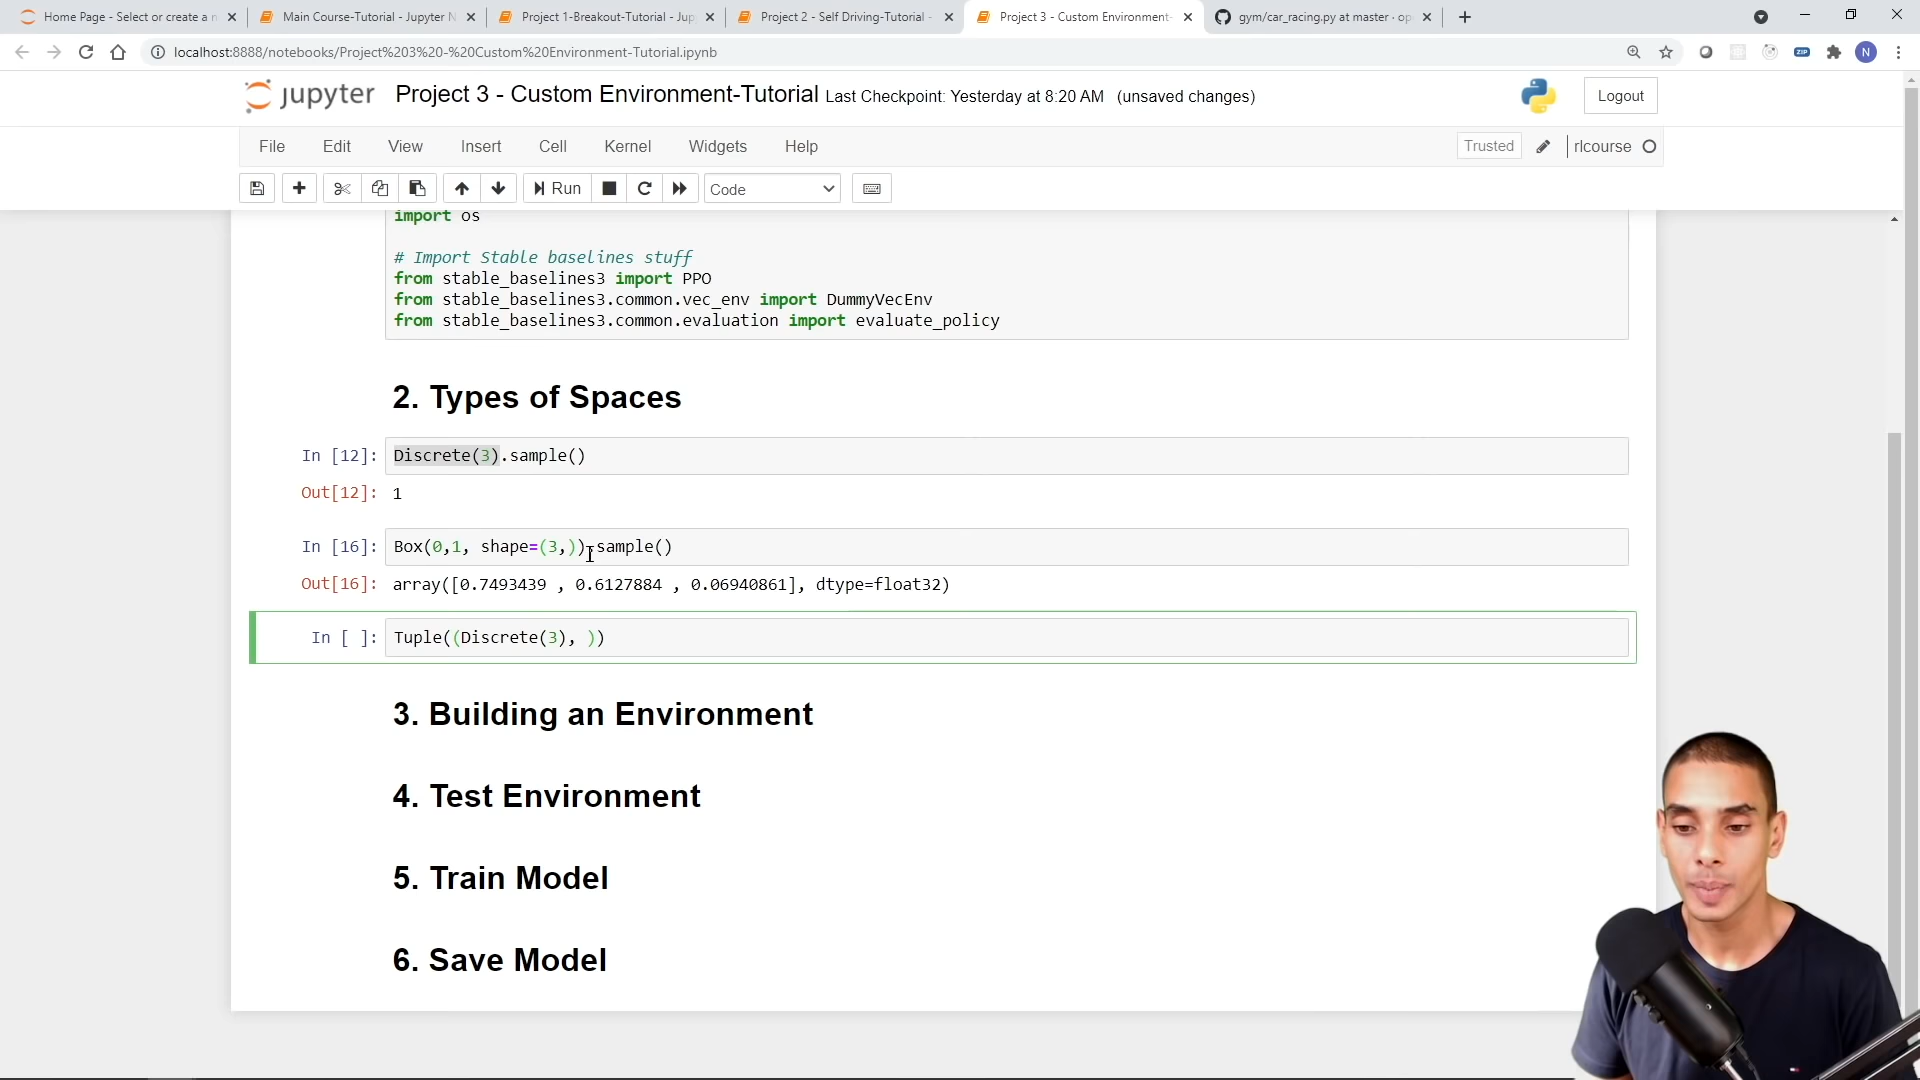 Home Page - Select or create a n
Main Course-Tutorial - Jupyter N
Project 1-Breakout-Tutorial - Jup
Project 2 - Self Driving-Tutorial -
Project 3 - Custom Environment-
gym/car_racing.py at master · op
localhost:8888/notebooks/Project%203%20-%20Custom%20Environment-Tutorial.ipynb
ZIP
N
jupyter Project 3 - Custom Environment-Tutorial Last Checkpoint: Yesterday at 8:20 AM (unsaved changes)
Logout
File Edit View Insert Cell Kernel Widgets Help
Trusted
rlcourse
Run
Code
import os
# Import Stable baselines stuff
from stable_baselines3 import PPO
from stable_baselines3.common.vec_env import DummyVecEnv
from stable_baselines3.common.evaluation import evaluate_policy
2. Types of Spaces
In [12]: Discrete(3).sample()
Out[12]: 1
In [16]: Box(0,1, shape=(3,)).sample()
Out[16]: array([0.7493439 , 0.6127884 , 0.06940861], dtype=float32)
In [ ]: Tuple((Discrete(3), ))
3. Building an Environment
4. Test Environment
5. Train Model
6. Save Model